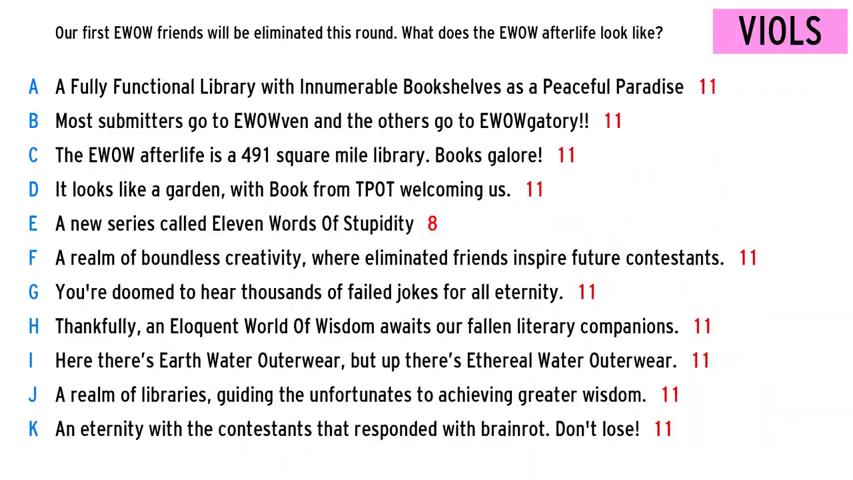 Our first EWOW friends will be eliminated this round. What does the EWOW afterlife look like?
VIOLS
A A Fully Functional Library with Innumerable Bookshelves as a Peaceful Paradise 11
B Most submitters go to EWOWven and the others go to EWOWgatory!! 11
C The EWOW afterlife is a 491 square mile library. Books galore! 11
D It looks like a garden, with Book from TPOT welcoming us. 11
E A new series called Eleven Words Of Stupidity 8
F A realm of boundless creativity, where eliminated friends inspire future contestants. 11
G You're doomed to hear thousands of failed jokes for all eternity. 11
H Thankfully, an Eloquent World Of Wisdom awaits our fallen literary companions. 11
I Here there's Earth Water Outerwear, but up there's Ethereal Water Outerwear. 11
J A realm of libraries, guiding the unfortunates to achieving greater wisdom. 11
K An eternity with the contestants that responded with brainrot. Don't lose! 11